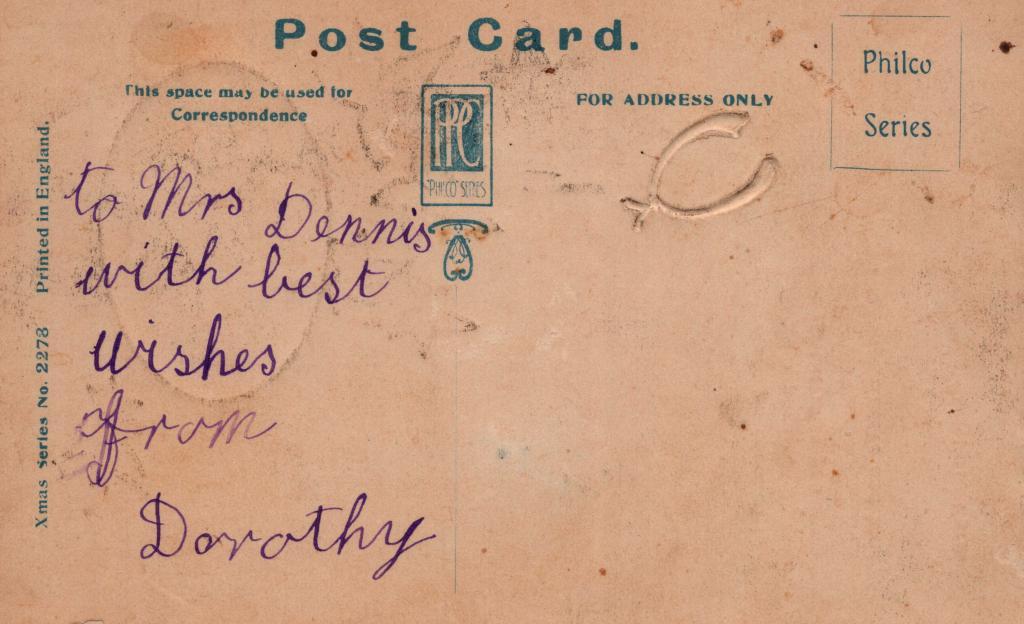 Post Card.
This space may be used for
Correspondence
FOR ADDRESS ONLY
Philco
Series
PPC
"PHILCO" SERIES
Xmas Series No. 2278 Printed in England.
to Mrs Dennis
with best
wishes
from
Dorothy